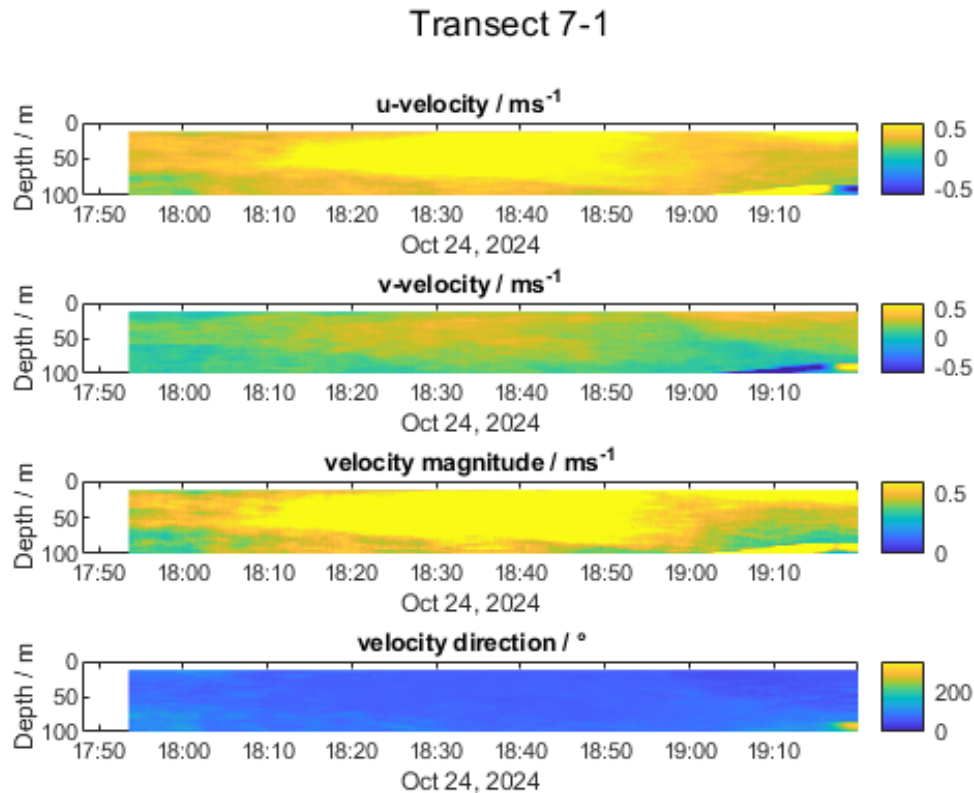 Transect 7-1
u-velocity / ms⁻¹
Depth / m
0
50
100
0.5
0
-0.5
17:50 18:00 18:10 18:20 18:30 18:40 18:50 19:00 19:10
Oct 24, 2024
v-velocity / ms⁻¹
Depth / m
0
50
100
0.5
0
-0.5
17:50 18:00 18:10 18:20 18:30 18:40 18:50 19:00 19:10
Oct 24, 2024
velocity magnitude / ms⁻¹
Depth / m
0
50
100
0.5
0
17:50 18:00 18:10 18:20 18:30 18:40 18:50 19:00 19:10
Oct 24, 2024
velocity direction / °
Depth / m
0
50
100
200
0
17:50 18:00 18:10 18:20 18:30 18:40 18:50 19:00 19:10
Oct 24, 2024